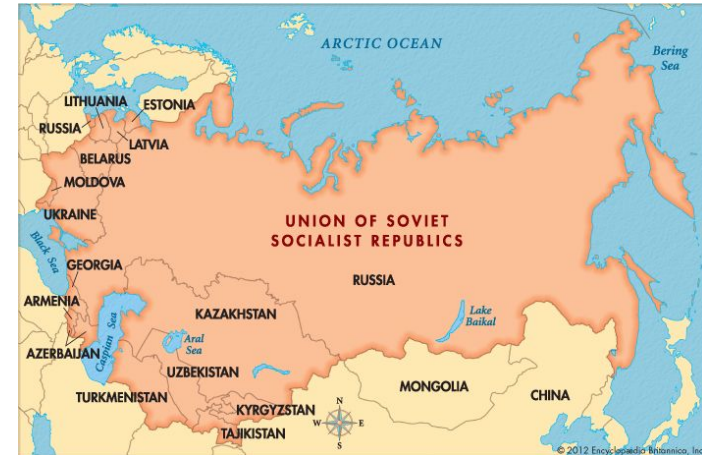 ARCTIC OCEAN
Bering
Sea
LITHUANIA
ESTONIA
RUSSIA
LATVIA
BELARUS
MOLDOVA
UKRAINE
Black Sea
UNION OF SOVIET
SOCIALIST REPUBLICS
GEORGIA
RUSSIA
ARMENIA
KAZAKHSTAN
Lake
Baikal
Caspian Sea
Aral
Sea
AZERBAIJAN
UZBEKISTAN
MONGOLIA
CHINA
TURKMENISTAN
KYRGYZSTAN
TAJIKISTAN
N
W
E
S
© 2012 Encyclopædia Britannica, Inc.